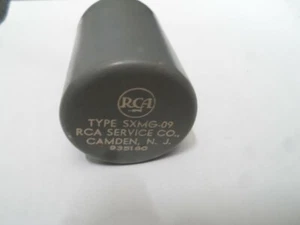 RCA
TYPE SXMG-09
RCA SERVICE CO.,
CAMDEN, N. J.